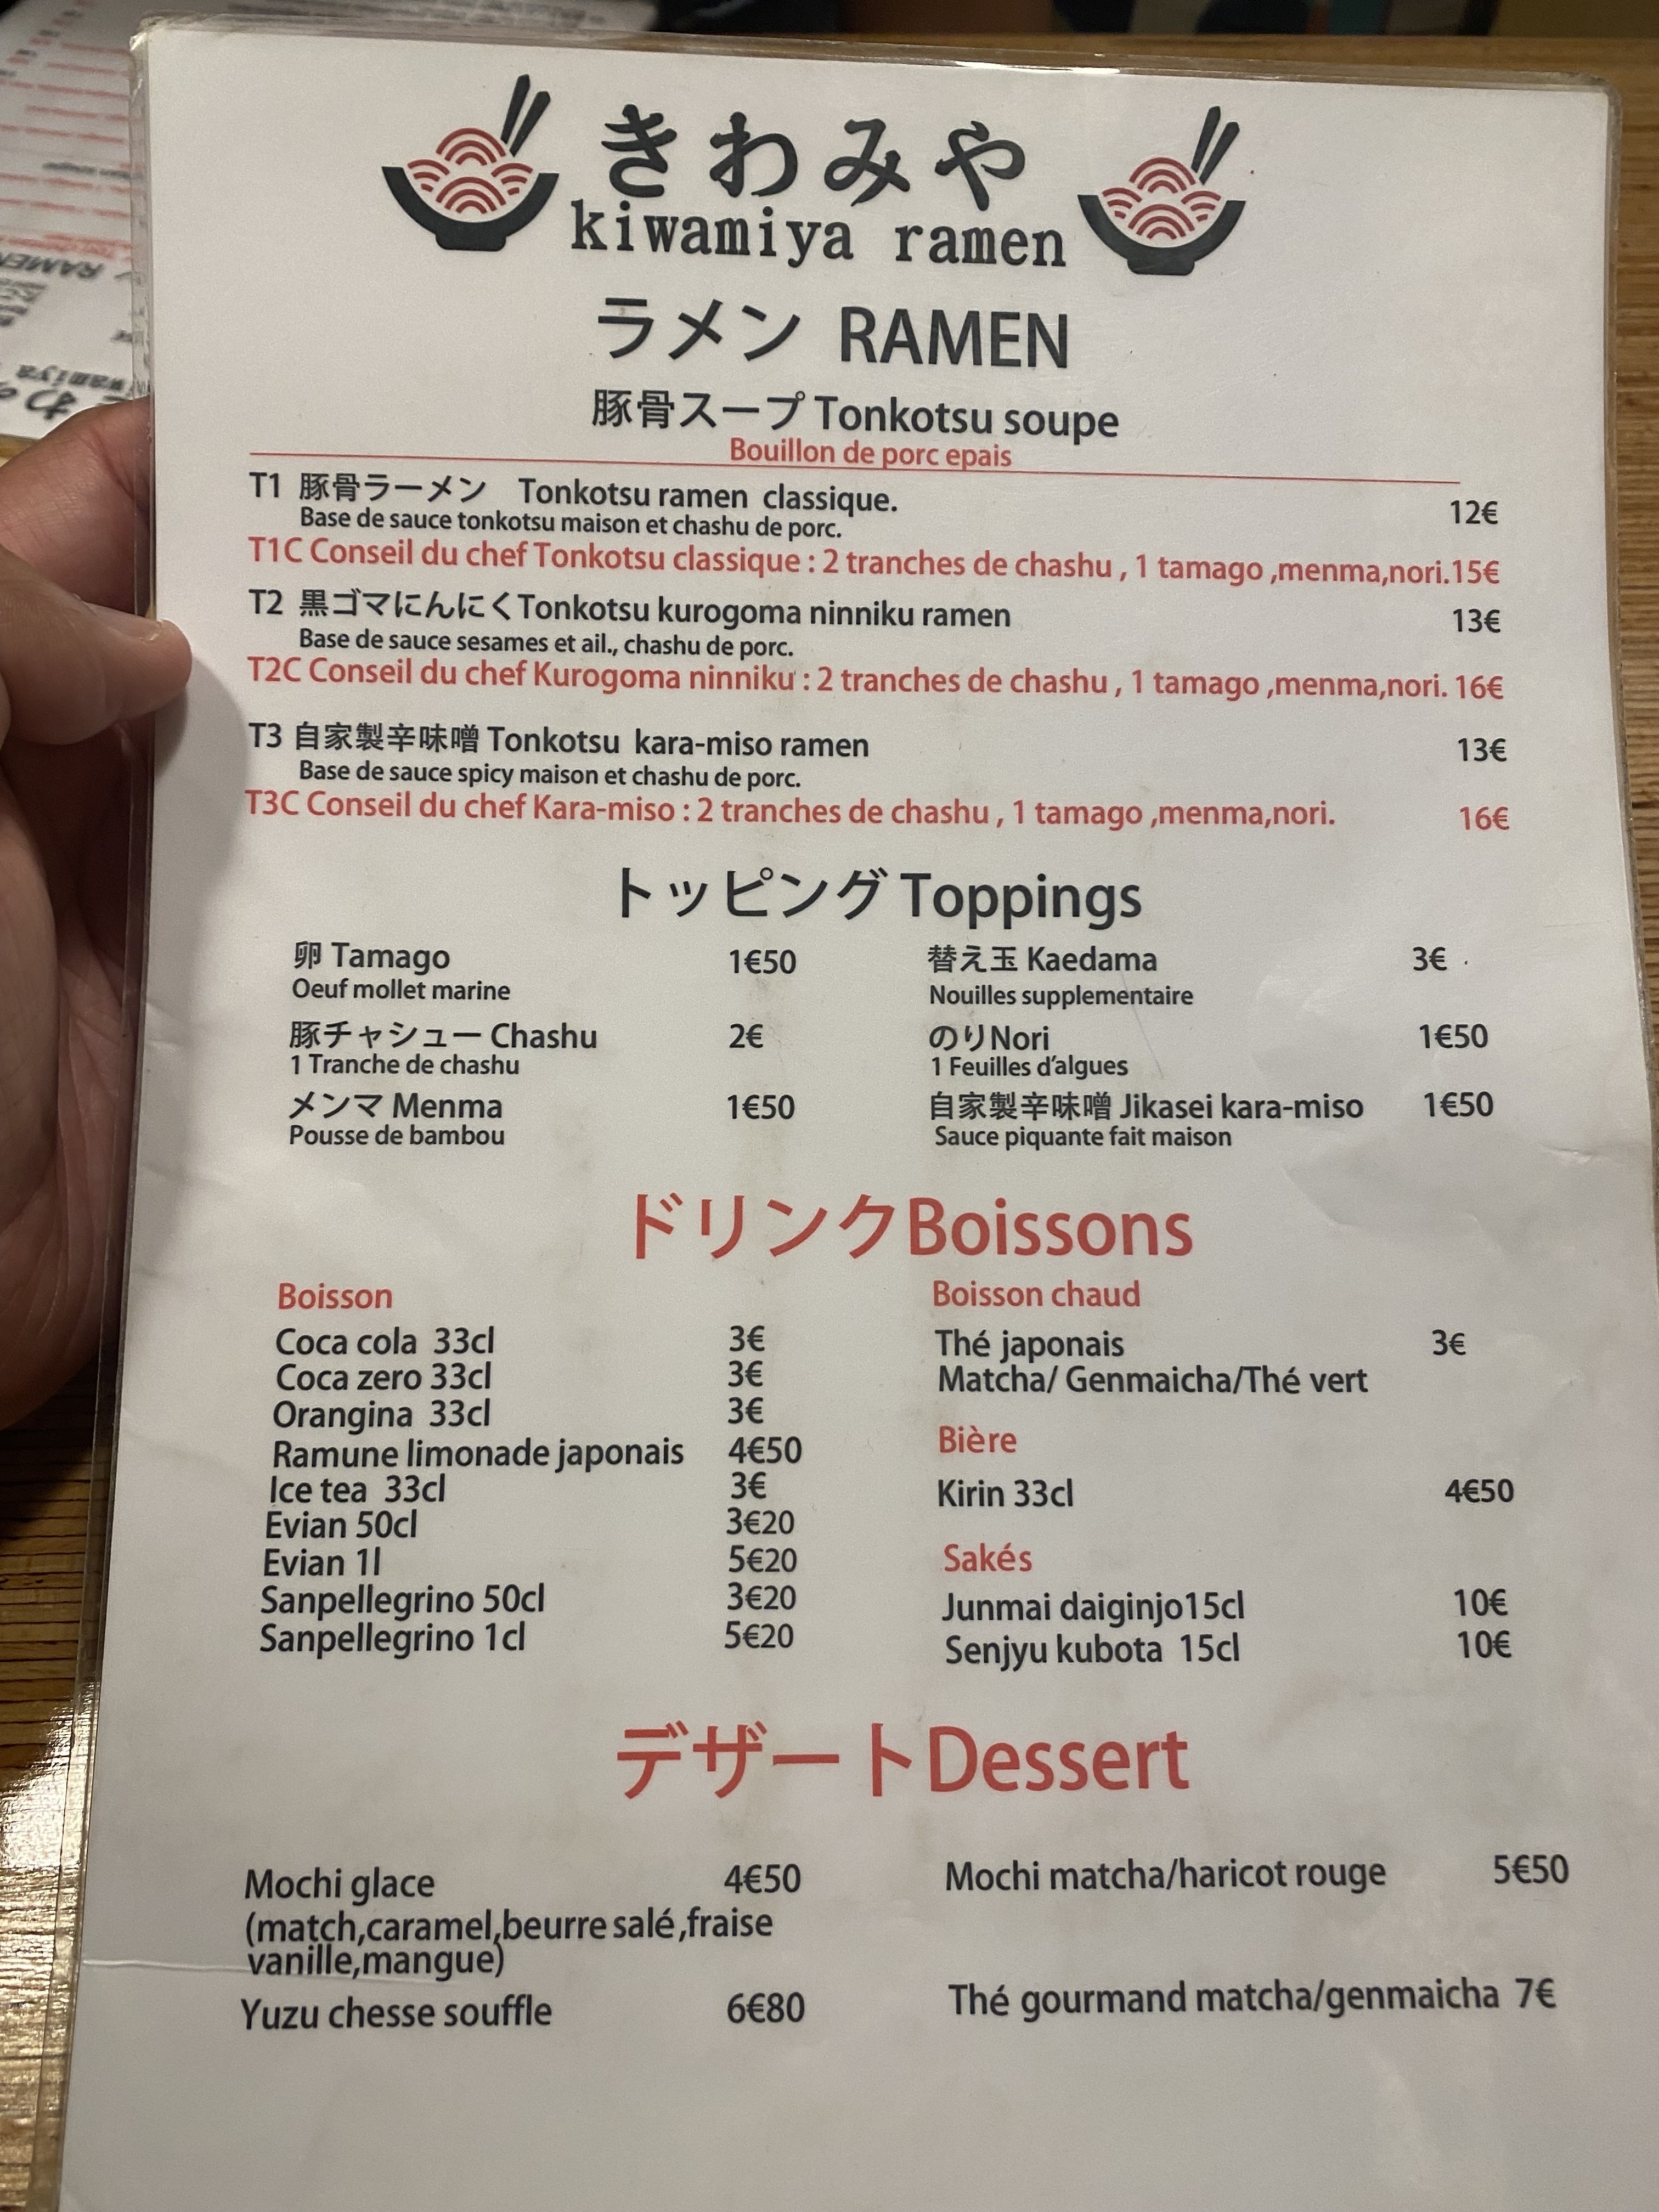 きわみや
kiwamiya ramen
ラメン RAMEN
豚骨スープ Tonkotsu soupe
Bouillon de porc epais
T1 豚骨ラーメン Tonkotsu ramen classique. 12€
Base de sauce tonkotsu maison et chashu de porc.
T1C Conseil du chef Tonkotsu classique : 2 tranches de chashu , 1 tamago ,menma,nori.15€
T2 黒ゴマにんにくTonkotsu kurogoma ninniku ramen 13€
Base de sauce sesames et ail., chashu de porc.
T2C Conseil du chef Kurogoma ninniku : 2 tranches de chashu , 1 tamago ,menma,nori. 16€
T3 自家製辛味噌 Tonkotsu kara-miso ramen 13€
Base de sauce spicy maison et chashu de porc.
T3C Conseil du chef Kara-miso : 2 tranches de chashu , 1 tamago ,menma,nori. 16€
トッピング Toppings
卵 Tamago 1€50
Oeuf mollet marine
豚チャシュー Chashu 2€
1 Tranche de chashu
メンマ Menma 1€50
Pousse de bambou
替え玉 Kaedama 3€
Nouilles supplementaire
のりNori 1€50
1 Feuilles d'algues
自家製辛味噌 Jikasei kara-miso 1€50
Sauce piquante fait maison
ドリンクBoissons
Boisson
Coca cola 33cl 3€
Coca zero 33cl 3€
Orangina 33cl 3€
Ramune limonade japonais 4€50
Ice tea 33cl 3€
Evian 50cl 3€20
Evian 1l 5€20
Sanpellegrino 50cl 3€20
Sanpellegrino 1cl 5€20
Boisson chaud
Thé japonais 3€
Matcha/ Genmaicha/Thé vert
Bière
Kirin 33cl 4€50
Sakés
Junmai daiginjo15cl 10€
Senjyu kubota 15cl 10€
デザートDessert
Mochi glace 4€50
(match,caramel,beurre salé,fraise
vanille,mangue)
Yuzu chesse souffle 6€80
Mochi matcha/haricot rouge 5€50
Thé gourmand matcha/genmaicha 7€